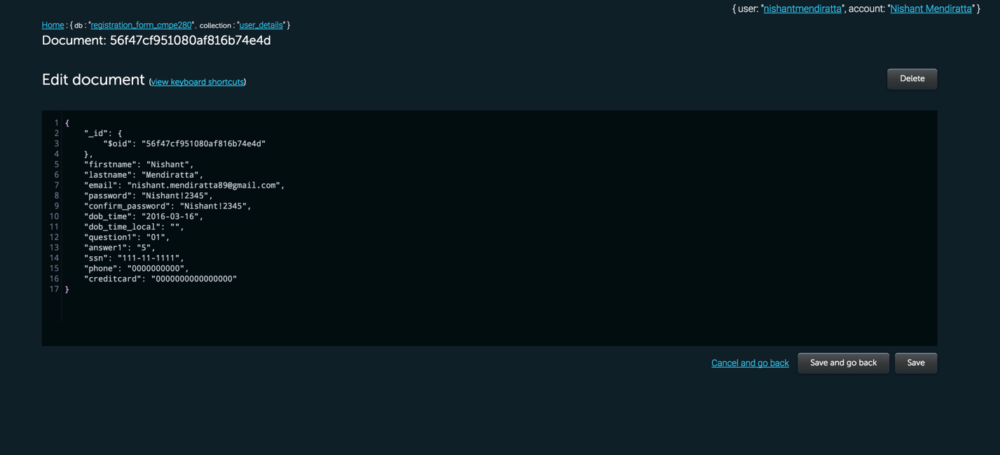 { user: "nishantmendiratta", account: "Nishant Mendiratta" }
Home : { db : "registration_form_cmpe280", collection : "user_details" }
Document: 56f47cf951080af816b74e4d
Edit document (view keyboard shortcuts)
Delete
1 {
2 "_id": {
3 "$oid": "56f47cf951080af816b74e4d"
4 },
5 "firstname": "Nishant",
6 "lastname": "Mendiratta",
7 "email": "nishant.mendiratta89@gmail.com",
8 "password": "Nishant!2345",
9 "confirm_password": "Nishant!2345",
10 "dob_time": "2016-03-16",
11 "dob_time_local": "",
12 "question1": "01",
13 "answer1": "5",
14 "ssn": "111-11-1111",
15 "phone": "0000000000",
16 "creditcard": "0000000000000000"
17 }
Cancel and go back
Save and go back
Save